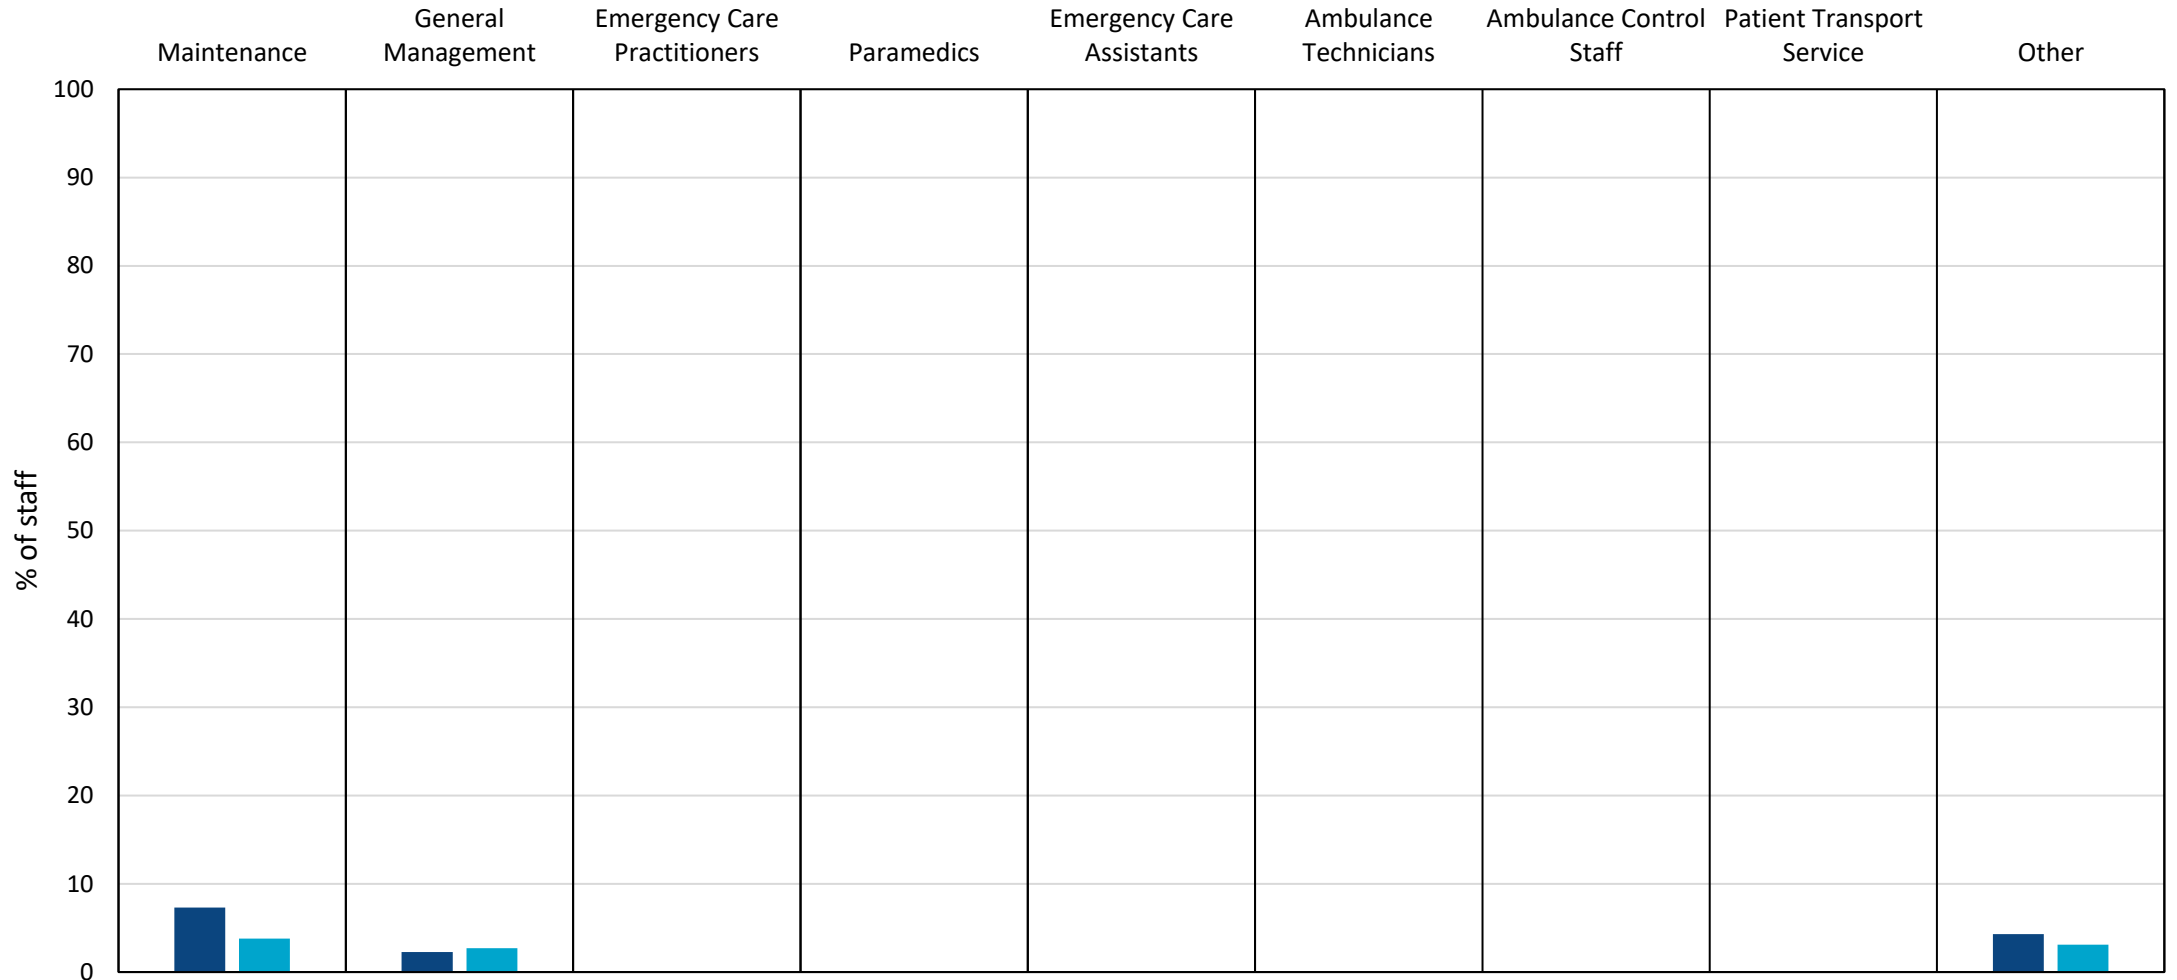 Maintenance
General
Management
Emergency Care
Practitioners
Paramedics
Emergency Care
Assistants
Ambulance
Technicians
Ambulance Control
Staff
Patient Transport
Service
Other
100
90
80
70
60
50
40
30
20
10
0
% of staff